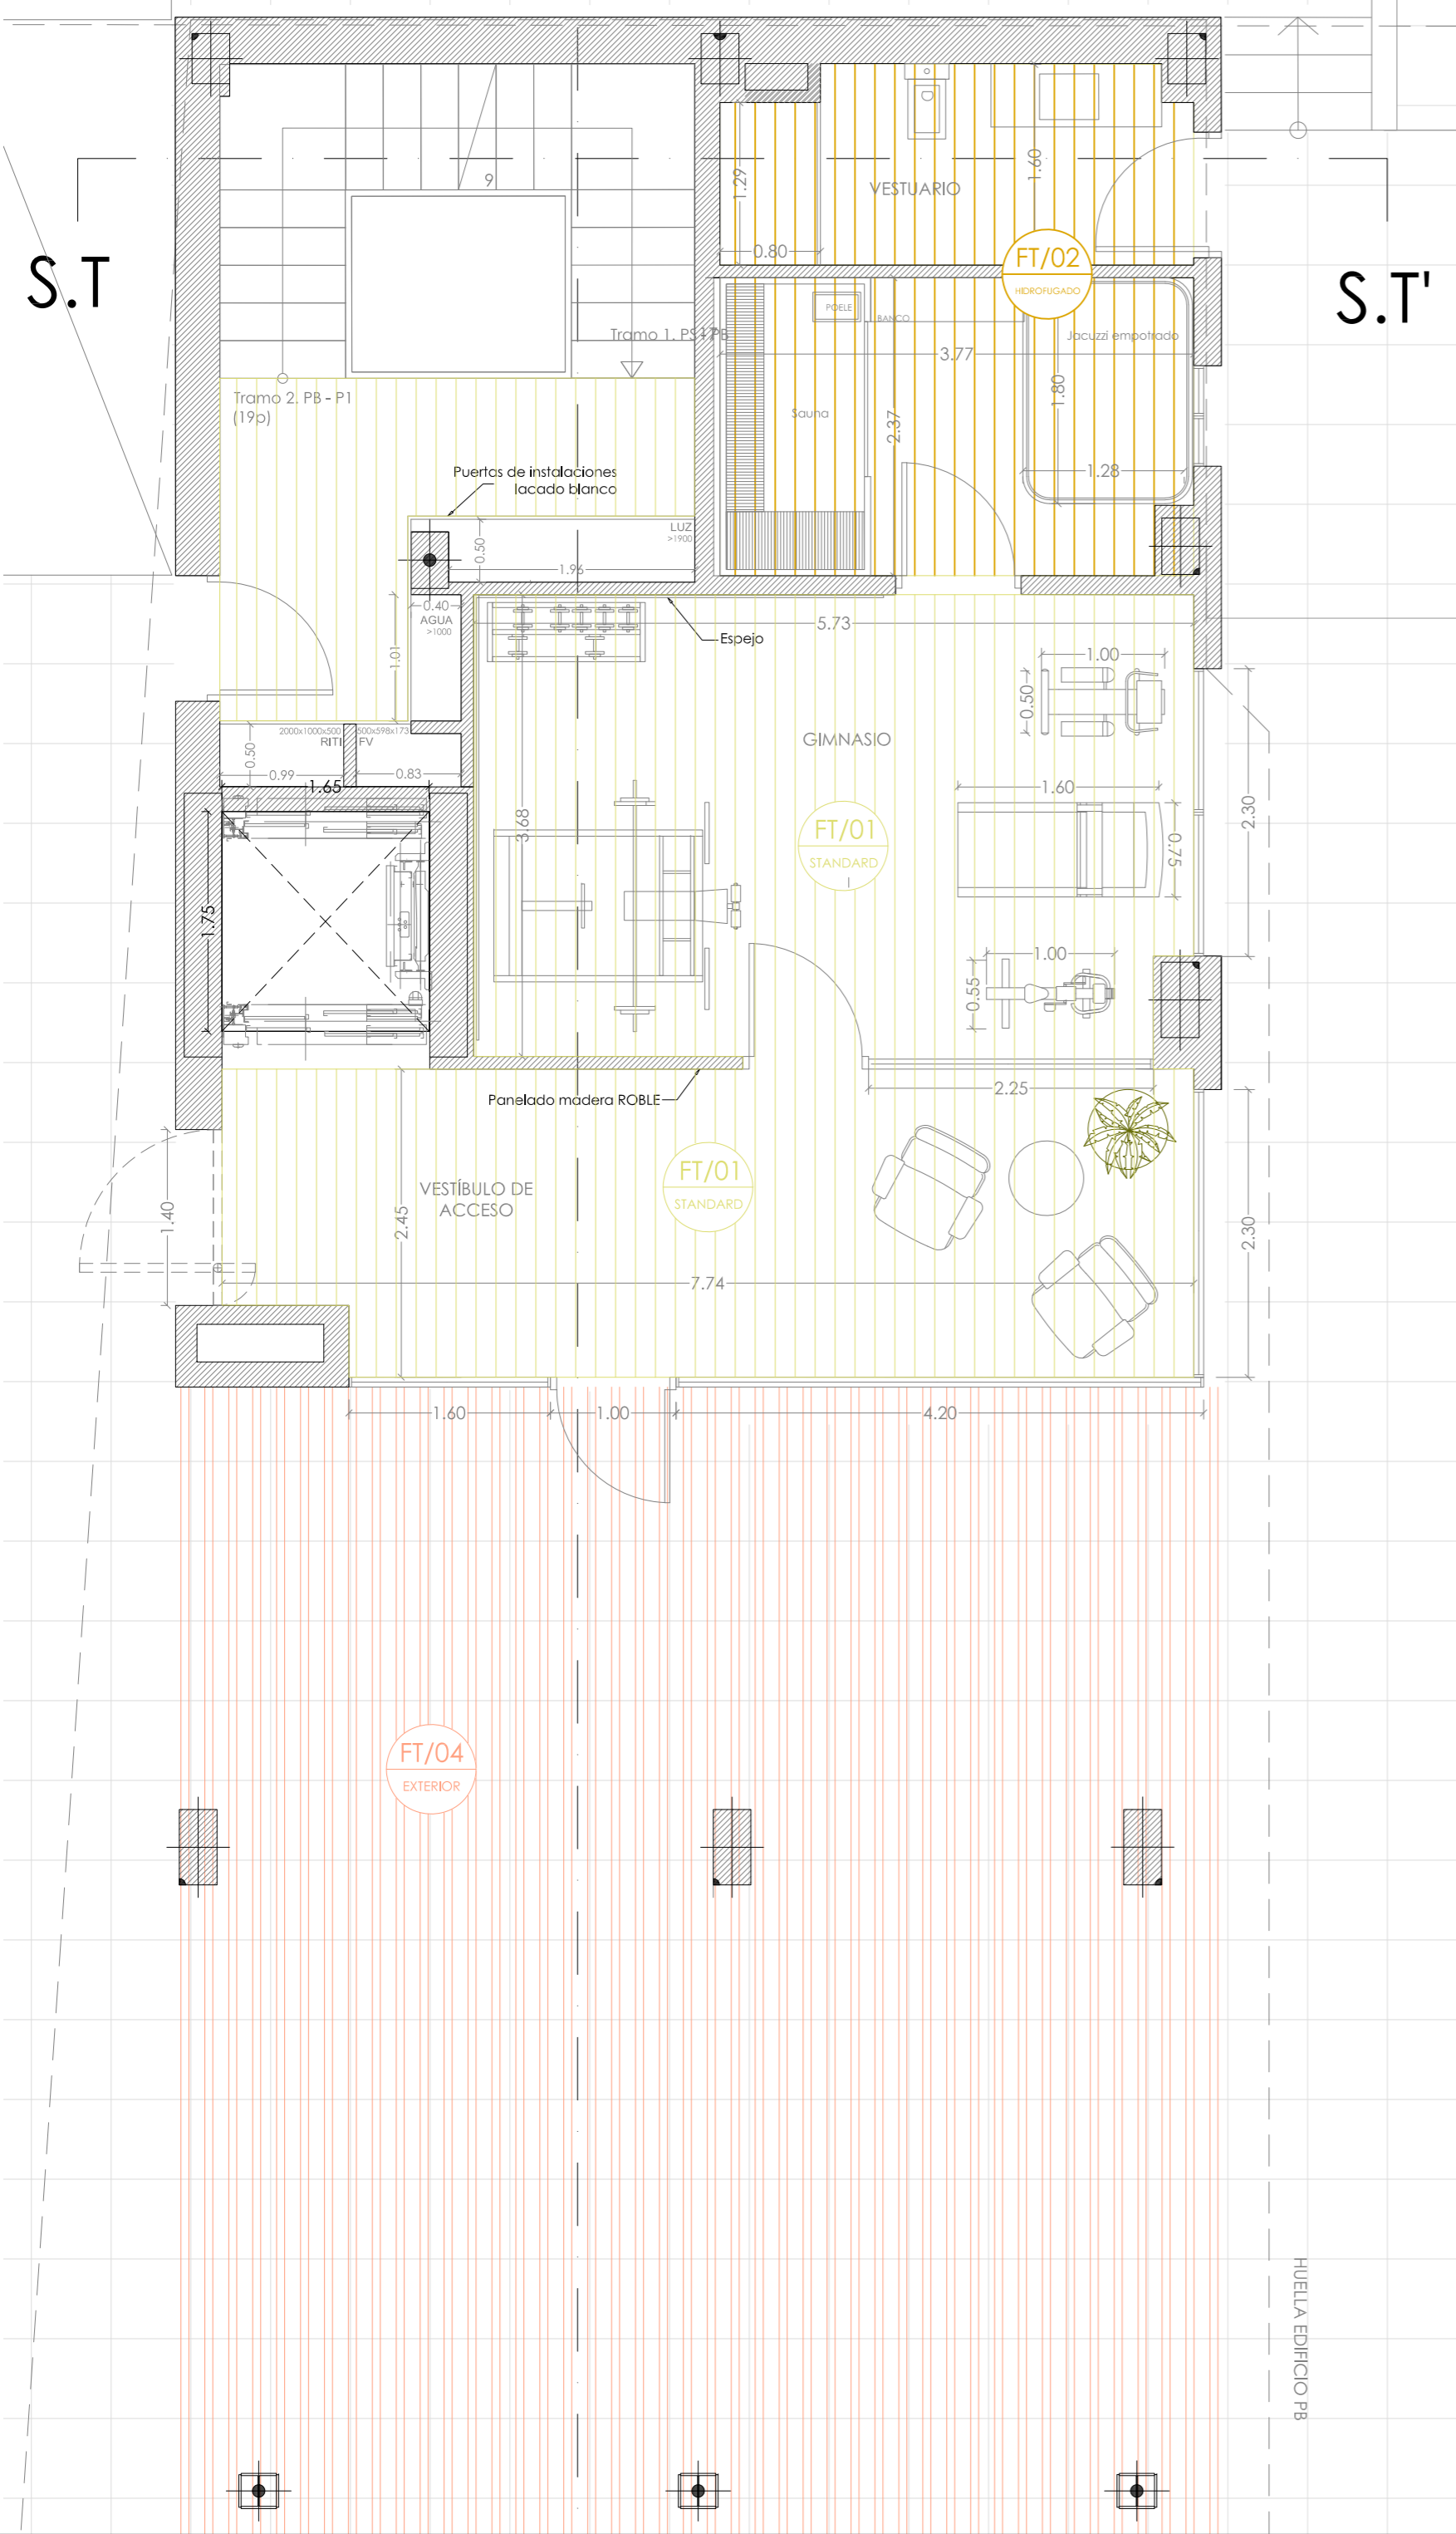 9
1.29
VESTUARIO
1.60
S.T
0.80
FT/02
HIDROFUGADO
S.T'
POELE
BANCO
Tramo 1. PS-PB
Jacuzzi empotrado
3.77
1.80
Tramo 2. PB - P1
(19p)
Sauna
2.37
1.28
Puertas de instalaciones
lacado blanco
LUZ
>1900
0.50
1.96
0.40
AGUA
>1000
5.73
Espejo
1.01
1.00
0.50
2000x1000x500
500x598x173
RITI
FV
GIMNASIO
0.50
0.99
0.83
1.65
1.60
2.30
3.68
FT/01
STANDARD
0.75
1.75
1.00
0.55
2.25
Panelado madera ROBLE
FT/01
STANDARD
VESTÍBULO DE
ACCESO
1.40
2.45
2.30
7.74
1.60
1.00
4.20
FT/04
EXTERIOR
HUELLA EDIFICIO PB